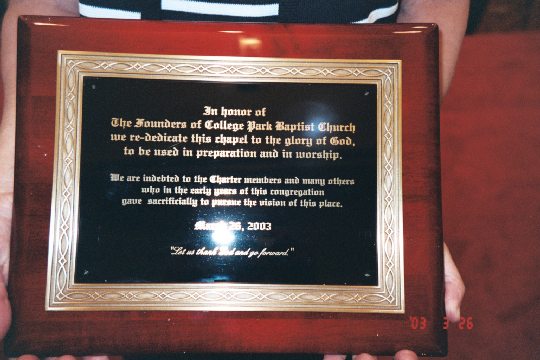 In honor of
The Founders of College Park Baptist Church
we re-dedicate this chapel to the glory of God,
to be used in preparation and in worship.
We are indebted to the Charter members and many others
who in the early years of this congregation
gave sacrificially to pursue the vision of this place.
March 26, 2003
"Let us thank God and go forward."
'03 3 26